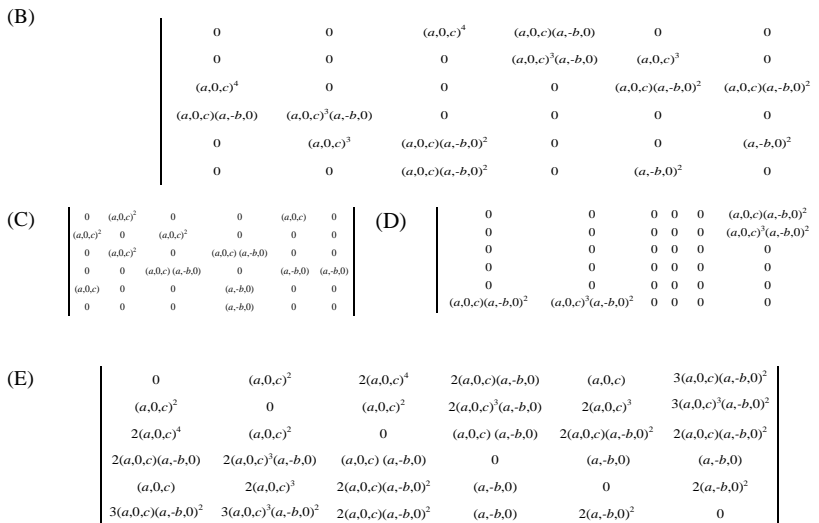 (B)
0 0 (a,0,c)⁴ (a,0,c)(a,-b,0) 0 0
0 0 0 (a,0,c)³(a,-b,0) (a,0,c)³ 0
(a,0,c)⁴ 0 0 0 (a,0,c)(a,-b,0)² (a,0,c)(a,-b,0)²
(a,0,c)(a,-b,0) (a,0,c)³(a,-b,0) 0 0 0 0
0 (a,0,c)³ (a,0,c)(a,-b,0)² 0 0 (a,-b,0)²
0 0 (a,0,c)(a,-b,0)² 0 (a,-b,0)² 0
(C)
0 (a,0,c)² 0 0 (a,0,c) 0
(a,0,c)² 0 (a,0,c)² 0 0 0
0 (a,0,c)² 0 (a,0,c) (a,-b,0) 0 0
0 0 (a,0,c) (a,-b,0) 0 (a,-b,0) (a,-b,0)
(a,0,c) 0 0 (a,-b,0) 0 0
0 0 0 (a,-b,0) 0 0
(D)
0 0 0 0 0 (a,0,c)(a,-b,0)²
0 0 0 0 0 (a,0,c)³(a,-b,0)²
0 0 0 0 0 0
0 0 0 0 0 0
0 0 0 0 0 0
(a,0,c)(a,-b,0)² (a,0,c)³(a,-b,0)² 0 0 0 0
(E)
0 (a,0,c)² 2(a,0,c)⁴ 2(a,0,c)(a,-b,0) (a,0,c) 3(a,0,c)(a,-b,0)²
(a,0,c)² 0 (a,0,c)² 2(a,0,c)³(a,-b,0) 2(a,0,c)³ 3(a,0,c)³(a,-b,0)²
2(a,0,c)⁴ (a,0,c)² 0 (a,0,c) (a,-b,0) 2(a,0,c)(a,-b,0)² 2(a,0,c)(a,-b,0)²
2(a,0,c)(a,-b,0) 2(a,0,c)³(a,-b,0) (a,0,c) (a,-b,0) 0 (a,-b,0) (a,-b,0)
(a,0,c) 2(a,0,c)³ 2(a,0,c)(a,-b,0)² (a,-b,0) 0 2(a,-b,0)²
3(a,0,c)(a,-b,0)² 3(a,0,c)³(a,-b,0)² 2(a,0,c)(a,-b,0)² (a,-b,0) 2(a,-b,0)² 0